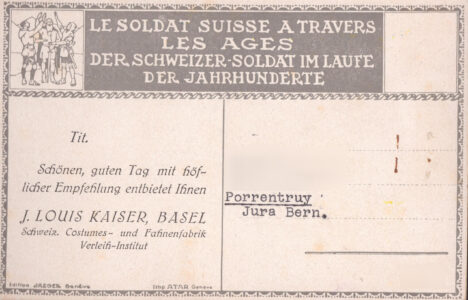 LE SOLDAT SUISSE A TRAVERS
LES AGES
DER SCHWEIZER-SOLDAT IM LAUFE
DER JAHRHUNDERTE
Tit.
Schönen, guten Tag mit höf-
licher Empfehlung entbietet Ihnen
J. LOUIS KAISER, BASEL
Schweiz. Costumes- und Fahnenfabrik
Verleih-Institut
Porrentruy
Jura Bern.
Edition JAEGER Genève
Imp ATAR Genève